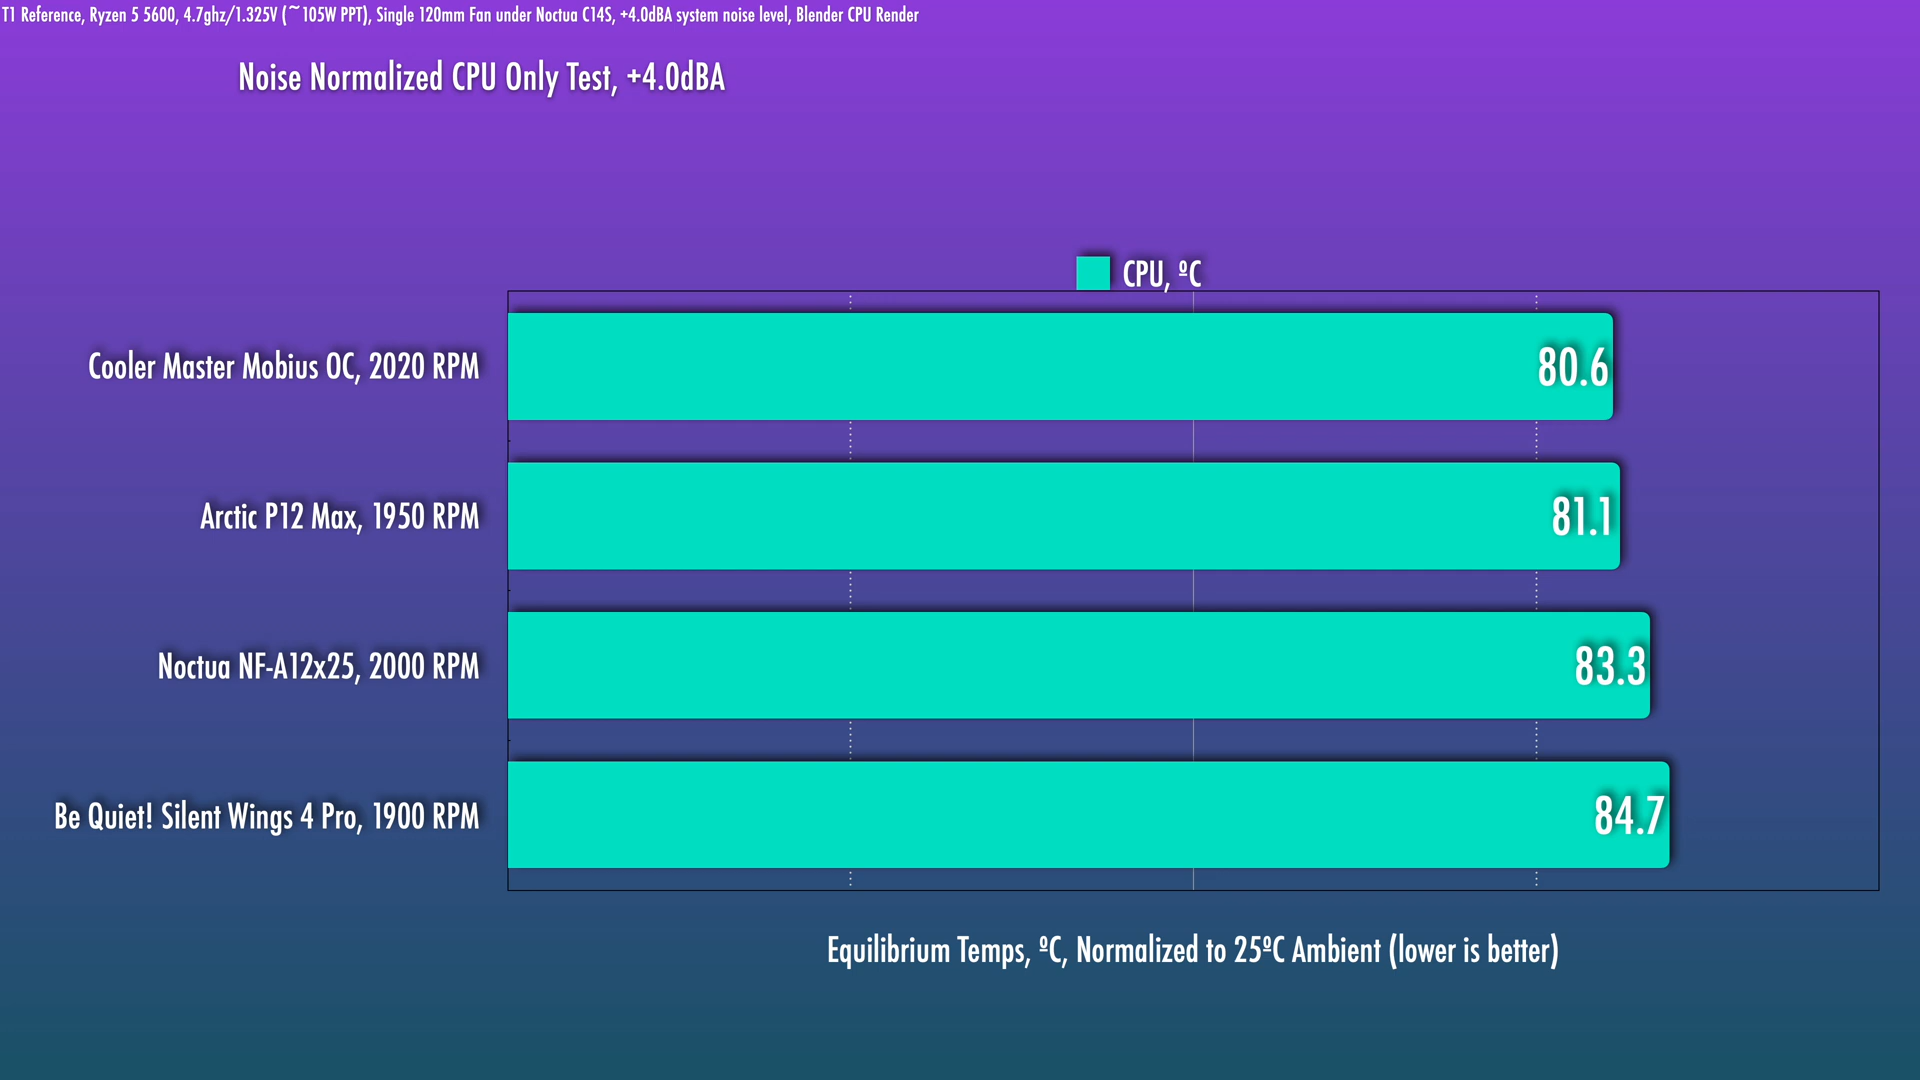 T1 Reference, Ryzen 5 5600, 4.7ghz/1.325V (~105W PPT), Single 120mm Fan under Noctua C14S, +4.0dBA system noise level, Blender CPU Render
Noise Normalized CPU Only Test, +4.0dBA
CPU, ºC
Cooler Master Mobius OC, 2020 RPM
80.6
Arctic P12 Max, 1950 RPM
81.1
Noctua NF-A12x25, 2000 RPM
83.3
Be Quiet! Silent Wings 4 Pro, 1900 RPM
84.7
Equilibrium Temps, ºC, Normalized to 25ºC Ambient (lower is better)